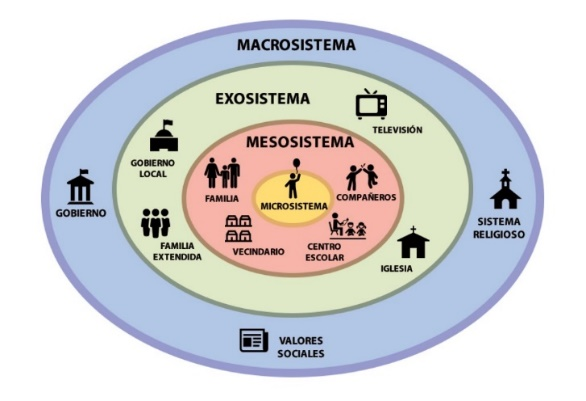 MACROSISTEMA
EXOSISTEMA
TELEVISIÓN
GOBIERNO
LOCAL
MESOSISTEMA
FAMILIA
COMPAÑEROS
MICROSISTEMA
GOBIERNO
SISTEMA
RELIGIOSO
FAMILIA
EXTENDIDA
VECINDARIO
CENTRO
ESCOLAR
IGLESIA
VALORES
SOCIALES